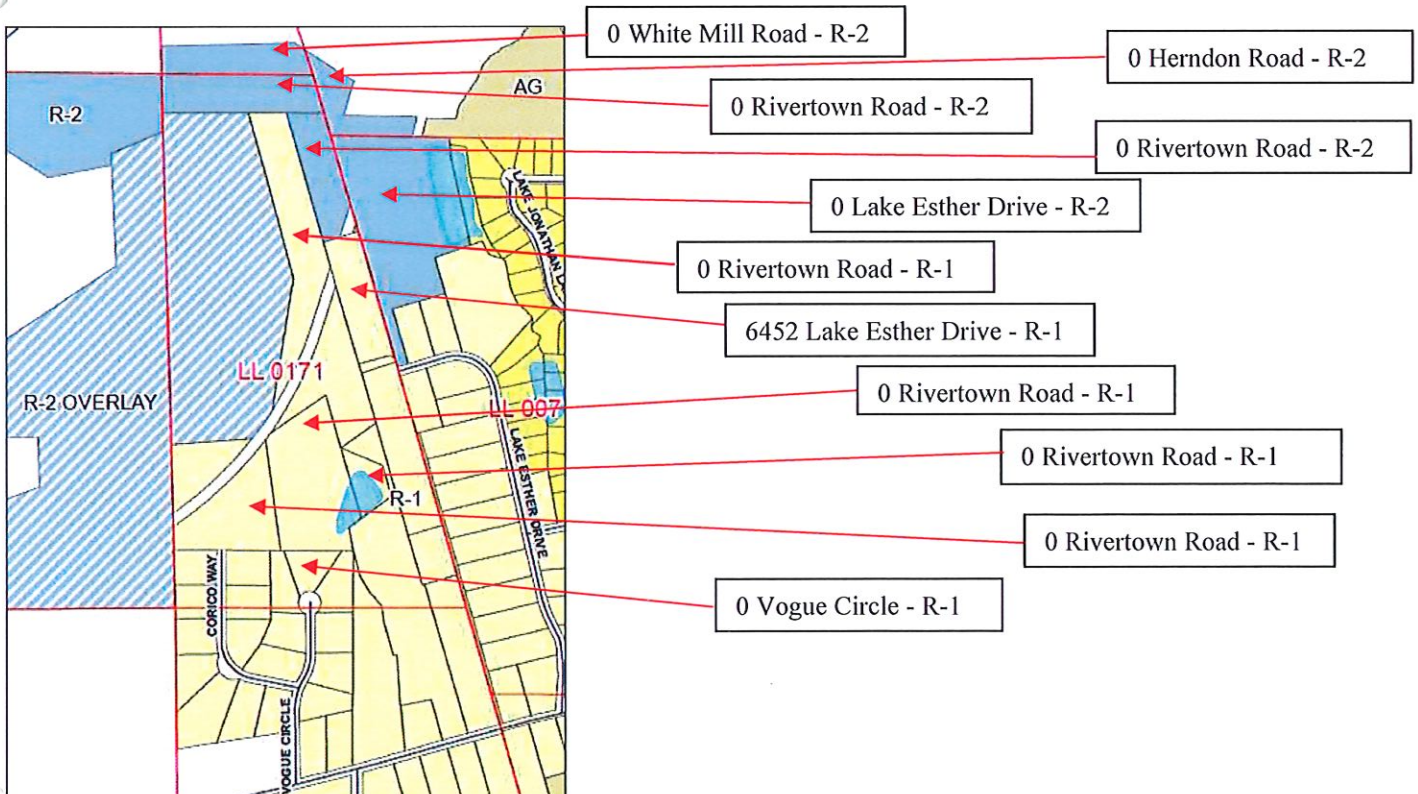 0 White Mill Road - R-2
0 Herndon Road - R-2
0 Rivertown Road - R-2
0 Rivertown Road - R-2
0 Lake Esther Drive - R-2
0 Rivertown Road - R-1
6452 Lake Esther Drive - R-1
0 Rivertown Road - R-1
0 Rivertown Road - R-1
0 Rivertown Road - R-1
0 Vogue Circle - R-1
AG
R-2
LAKE JONATHAN
LL 0171
R-2 OVERLAY
LL 007
LAKE ESTHER DRIVE
R-1
CORICO WAY
VOGUE CIRCLE